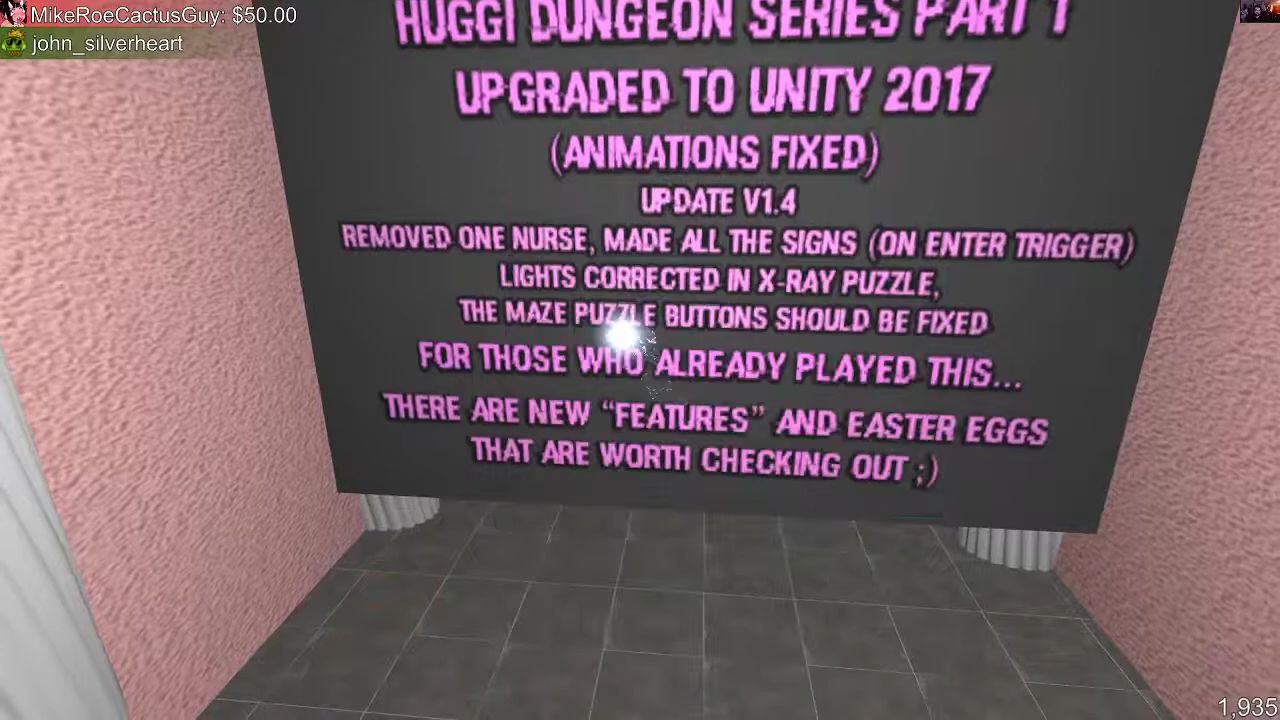 MikeRoeCactusGuy: $50.00
john_silverheart
HUGGI DUNGEON SERIES PART 1
UPGRADED TO UNITY 2017
(ANIMATIONS FIXED)
UPDATE V1.4
REMOVED ONE NURSE, MADE ALL THE SIGNS (ON ENTER TRIGGER)
LIGHTS CORRECTED IN X-RAY PUZZLE,
THE MAZE PUZZLE BUTTONS SHOULD BE FIXED
FOR THOSE WHO ALREADY PLAYED THIS...
THERE ARE NEW “FEATURES” AND EASTER EGGS
THAT ARE WORTH CHECKING OUT ;)
1,935